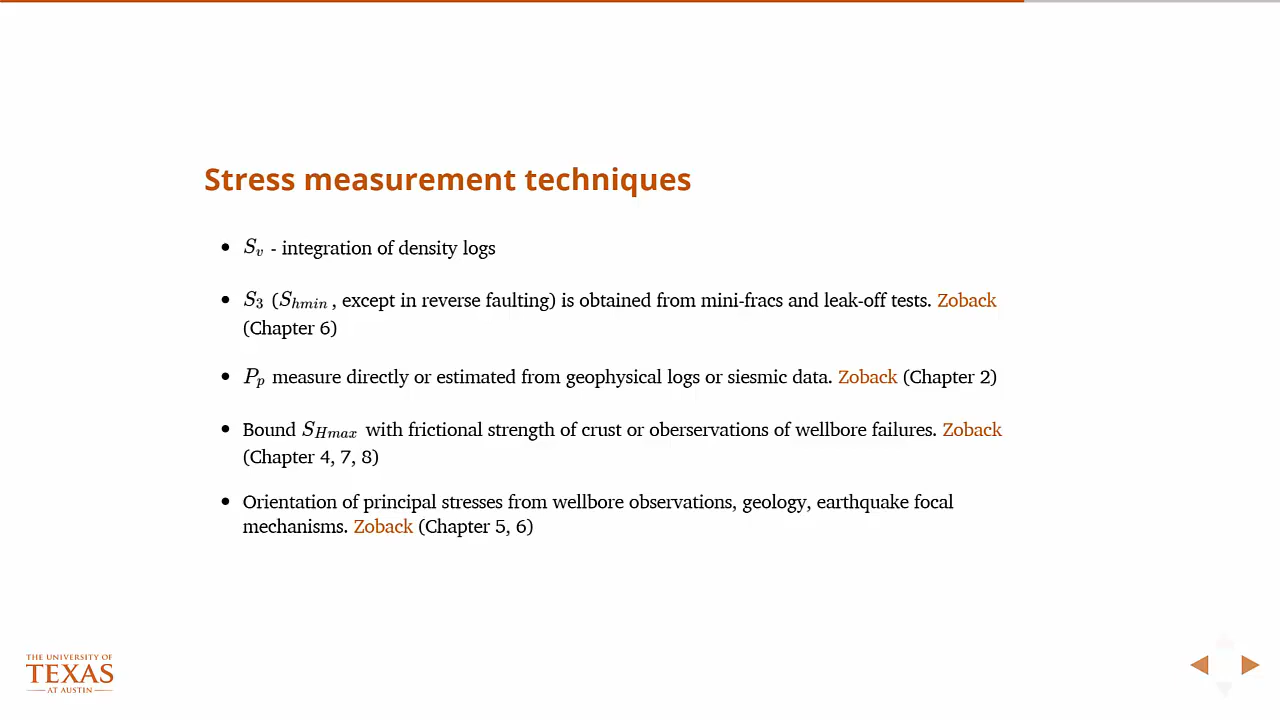 Stress measurement techniques
• Sᵥ - integration of density logs
• S₃ (S_hmin, except in reverse faulting) is obtained from mini-fracs and leak-off tests. Zoback
(Chapter 6)
• Pₚ measure directly or estimated from geophysical logs or siesmic data. Zoback (Chapter 2)
• Bound S_Hmax with frictional strength of crust or oberservations of wellbore failures. Zoback
(Chapter 4, 7, 8)
• Orientation of principal stresses from wellbore observations, geology, earthquake focal
mechanisms. Zoback (Chapter 5, 6)
THE UNIVERSITY OF
TEXAS
AT AUSTIN